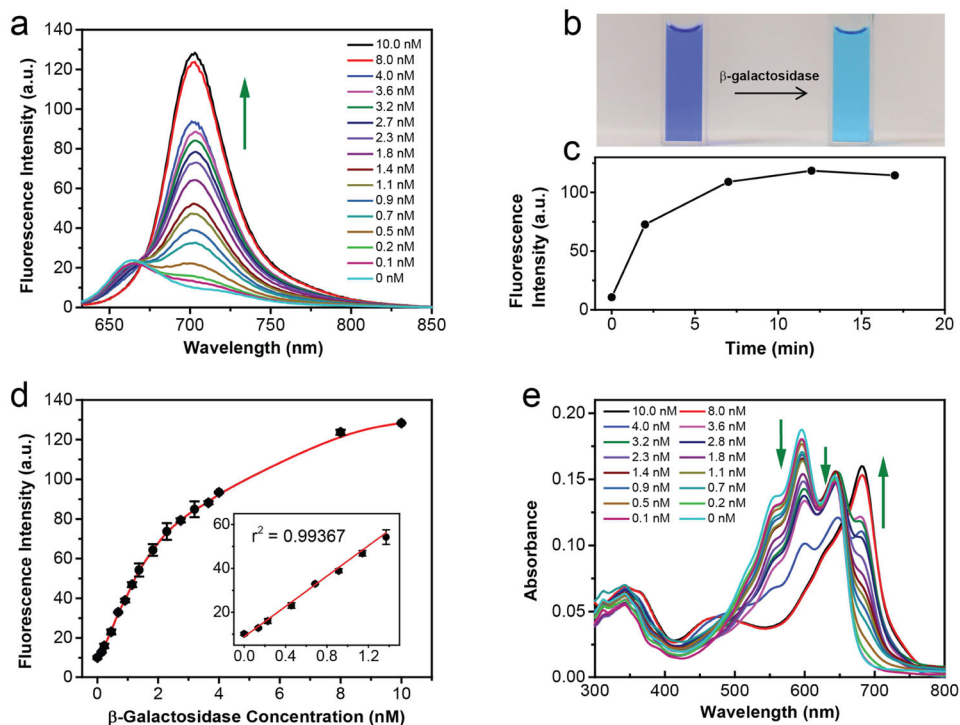 a
Fluorescence Intensity (a.u.)
140
120
100
80
60
40
20
0
650
700
750
800
850
Wavelength (nm)
10.0 nM
8.0 nM
4.0 nM
3.6 nM
3.2 nM
2.7 nM
2.3 nM
1.8 nM
1.4 nM
1.1 nM
0.9 nM
0.7 nM
0.5 nM
0.2 nM
0.1 nM
0 nM
b
β-galactosidase
c
Fluorescence
Intensity (a.u.)
100
50
0
0
5
10
15
20
Time (min)
d
Fluorescence Intensity (a.u.)
140
120
100
80
60
40
20
0
0
2
4
6
8
10
β-Galactosidase Concentration (nM)
r² = 0.99367
60
40
20
0.0
0.4
0.8
1.2
e
Absorbance
0.20
0.15
0.10
0.05
0.00
300
400
500
600
700
800
Wavelength (nm)
10.0 nM 8.0 nM
4.0 nM 3.6 nM
3.2 nM 2.8 nM
2.3 nM 1.8 nM
1.4 nM 1.1 nM
0.9 nM 0.7 nM
0.5 nM 0.2 nM
0.1 nM 0 nM